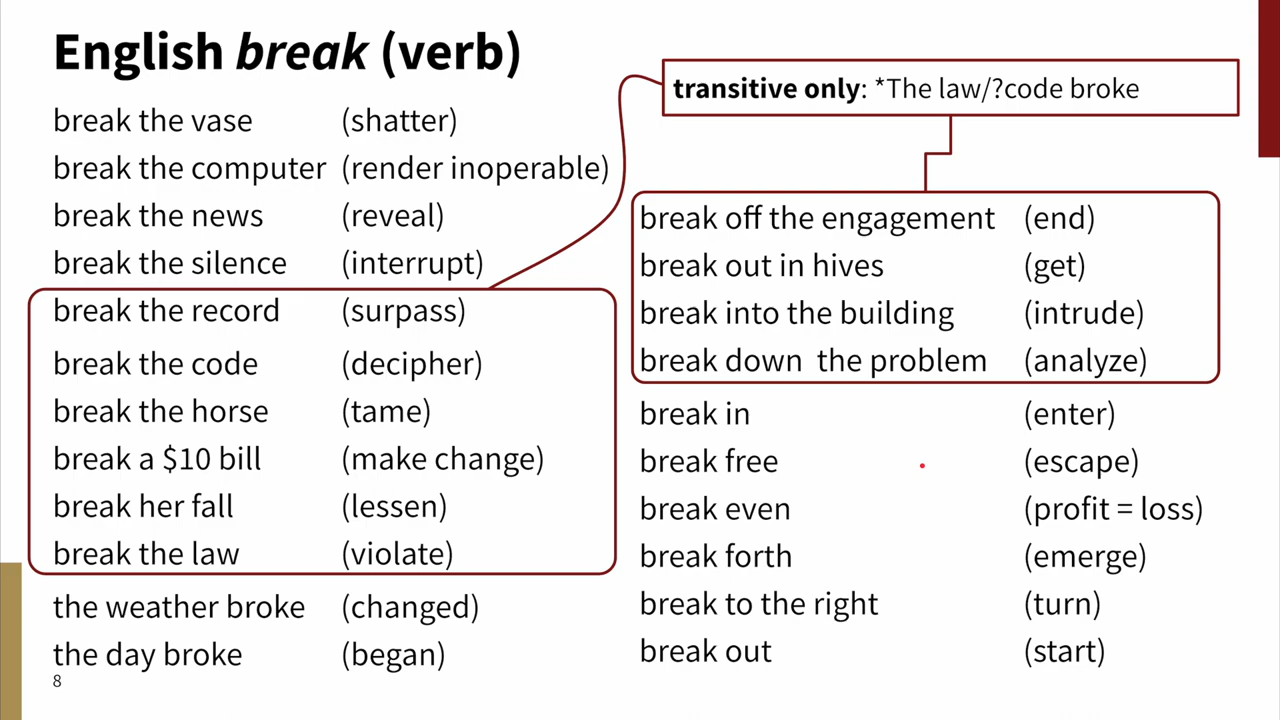 English break (verb)
transitive only: *The law/?code broke
break the vase (shatter)
break the computer (render inoperable)
break the news (reveal)
break the silence (interrupt)
break the record (surpass)
break the code (decipher)
break the horse (tame)
break a $10 bill (make change)
break her fall (lessen)
break the law (violate)
the weather broke (changed)
the day broke (began)
break off the engagement (end)
break out in hives (get)
break into the building (intrude)
break down the problem (analyze)
break in (enter)
break free (escape)
break even (profit = loss)
break forth (emerge)
break to the right (turn)
break out (start)
8